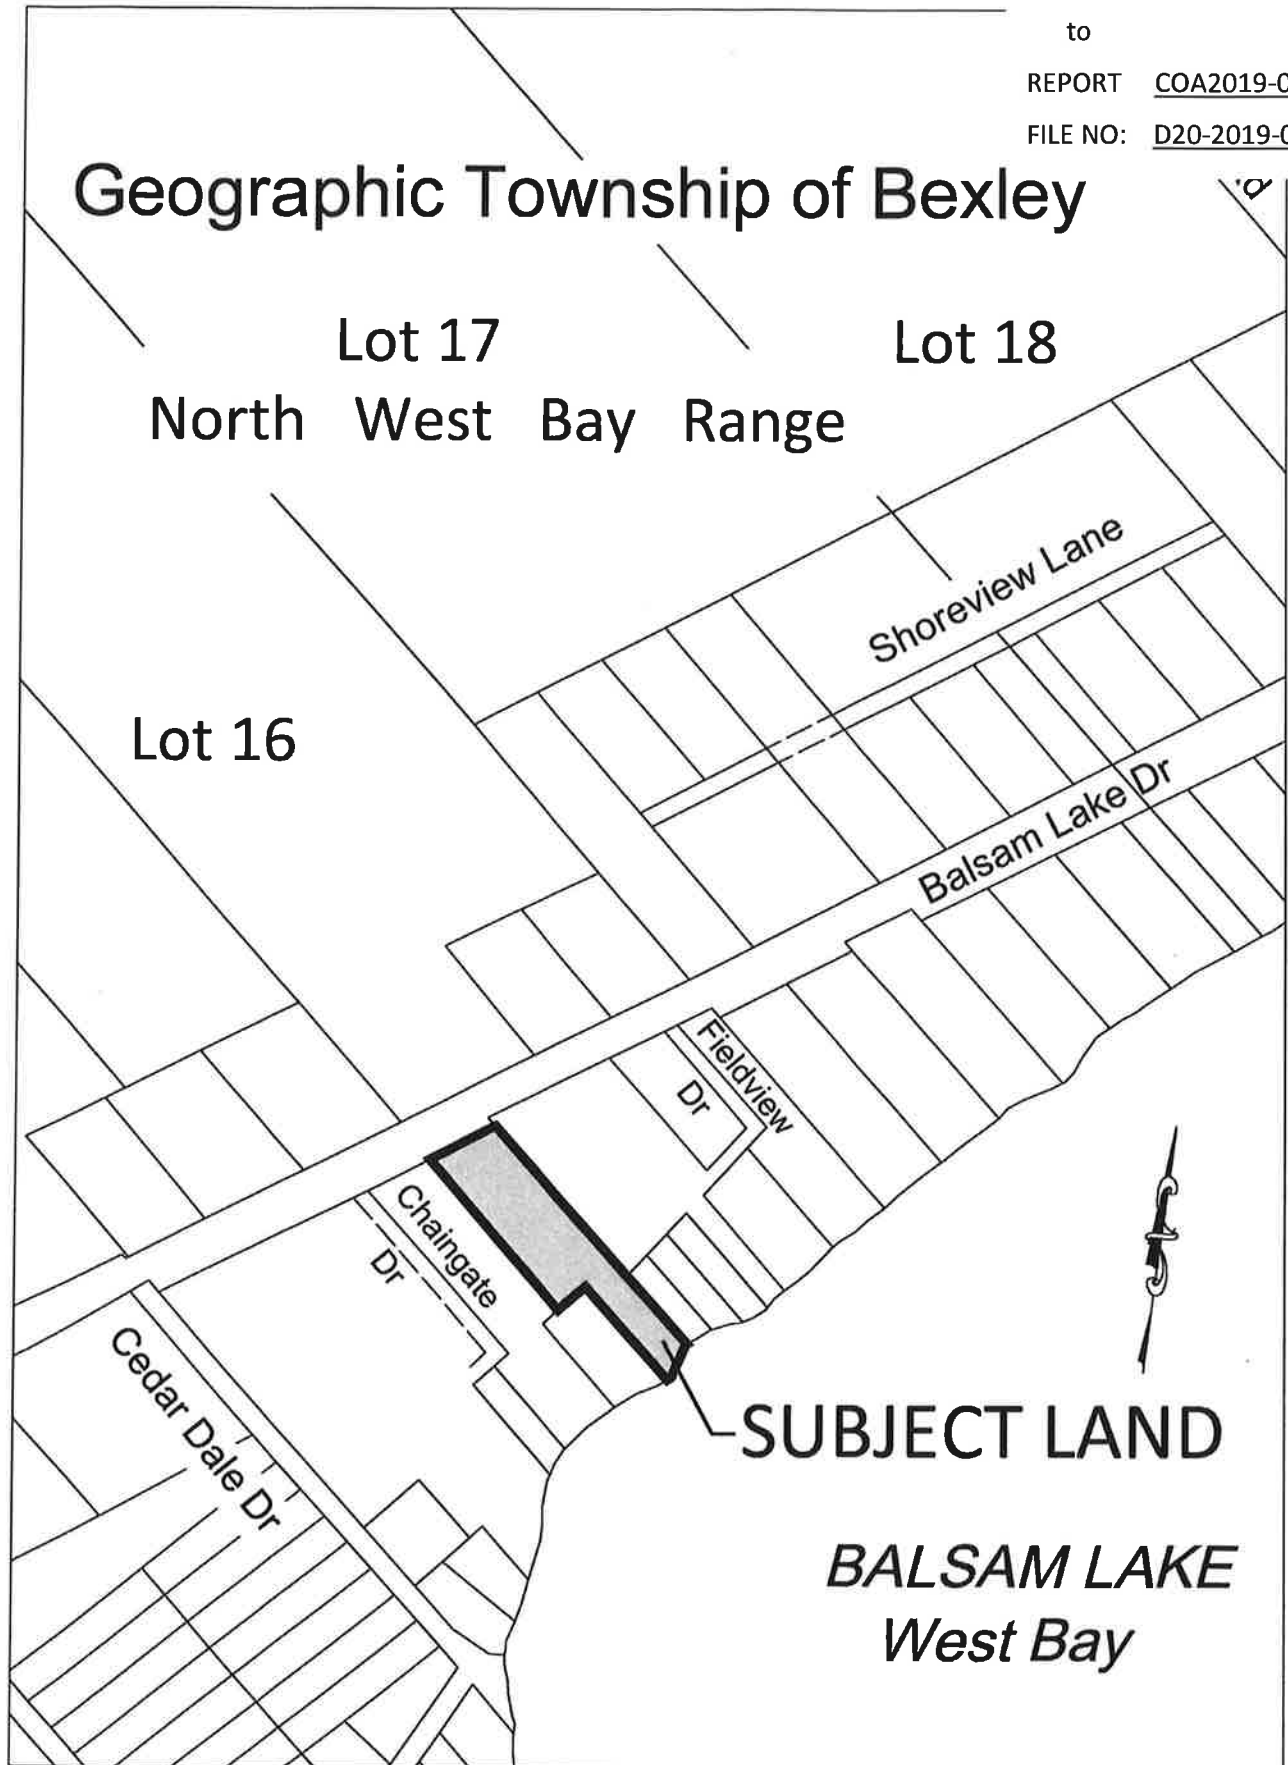 to
REPORT COA2019-0
FILE NO: D20-2019-0
Geographic Township of Bexley
Lot 17
Lot 18
North West Bay Range
Shoreview Lane
Lot 16
Balsam Lake Dr
Fieldview
Dr
Chaingate
Dr
Cedar Dale Dr
SUBJECT LAND
BALSAM LAKE
West Bay